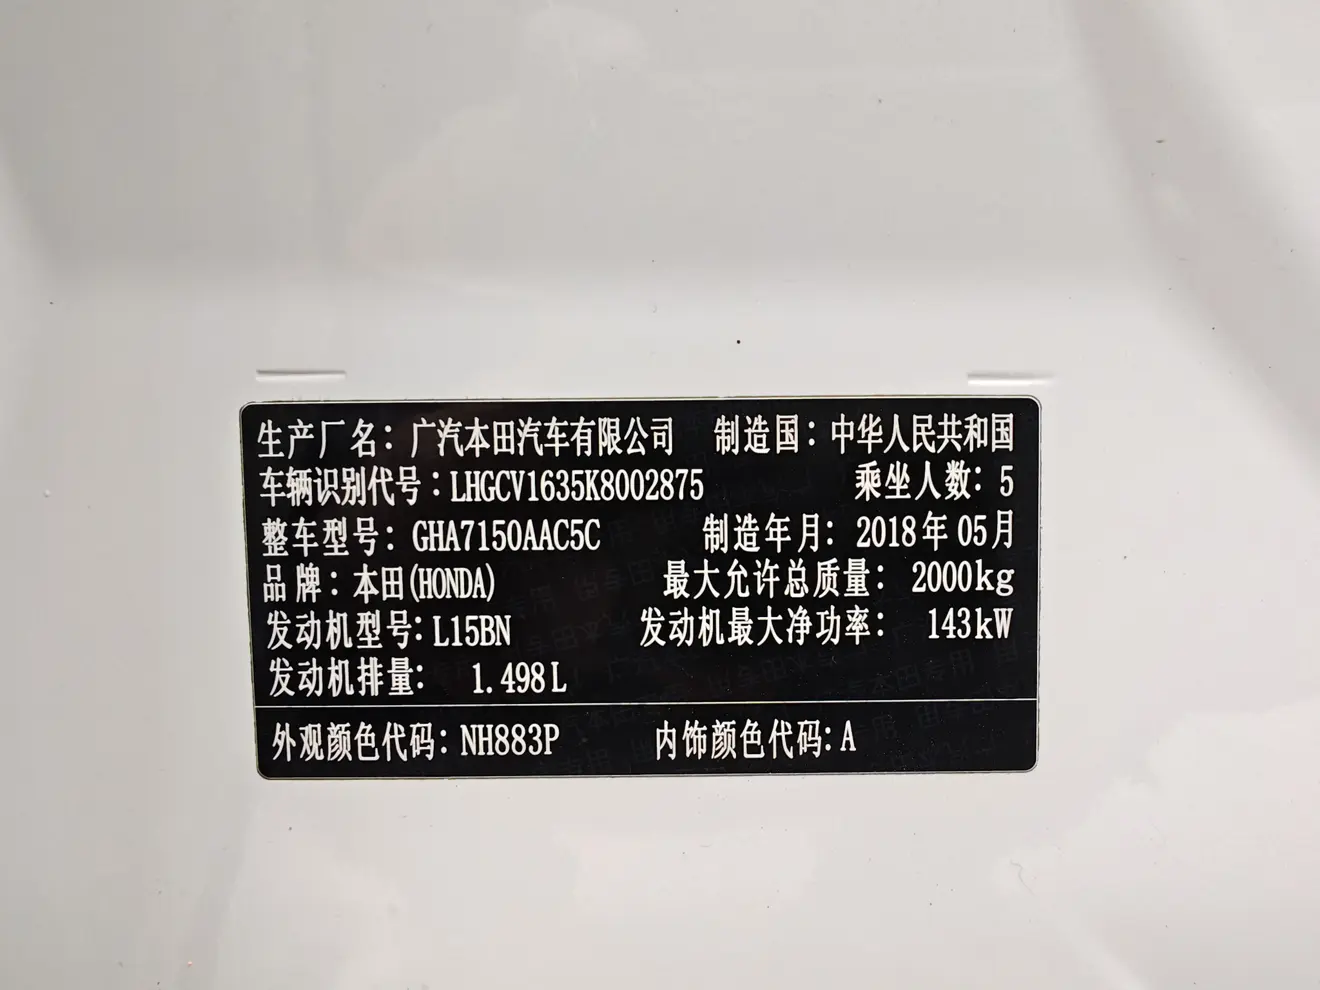 生产厂名：广汽本田汽车有限公司 制造国：中华人民共和国
车辆识别代号：LHGCV1635K8002875 乘坐人数：5
整车型号：GHA7150AAC5C 制造年月：2018年05月
品牌：本田(HONDA) 最大允许总质量：2000kg
发动机型号：L15BN 发动机最大净功率：143kW
发动机排量：1.498L
外观颜色代码：NH883P 内饰颜色代码：A